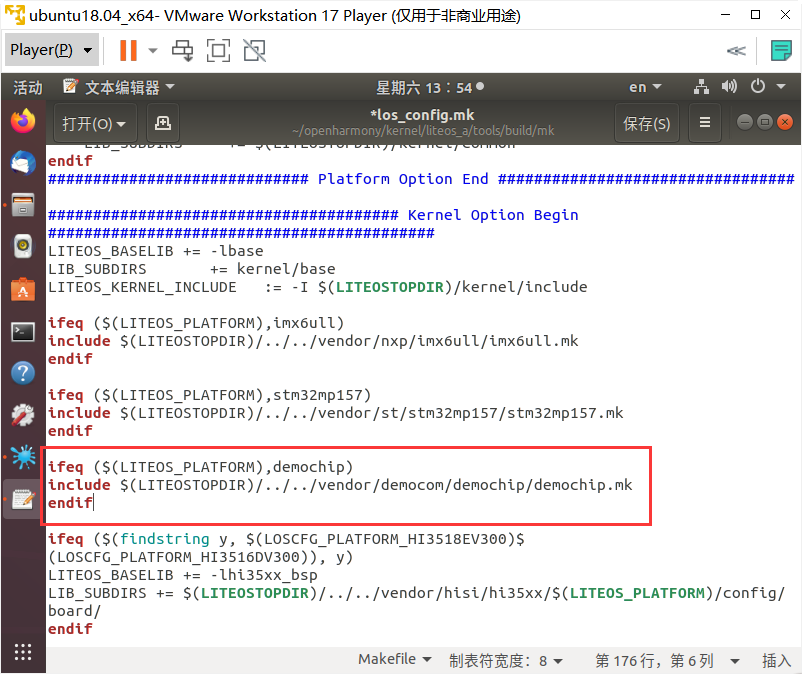 ubuntu18.04_x64- VMware Workstation 17 Player (仅用于非商业用途)
Player(P)
活动
文本编辑器
星期六 13：54
en
打开(O)
*los_config.mk
~/openharmony/kernel/liteos_a/tools/build/mk
保存(S)
LIB_SUBDIRS += $(LITEOSTOPDIR)/kernel/common
endif
############################# Platform Option End #################################
####################################### Kernel Option Begin
###########################################
LITEOS_BASELIB += -lbase
LIB_SUBDIRS       += kernel/base
LITEOS_KERNEL_INCLUDE   := -I $(LITEOSTOPDIR)/kernel/include
ifeq ($(LITEOS_PLATFORM),imx6ull)
include $(LITEOSTOPDIR)/../../vendor/nxp/imx6ull/imx6ull.mk
endif
ifeq ($(LITEOS_PLATFORM),stm32mp157)
include $(LITEOSTOPDIR)/../../vendor/st/stm32mp157/stm32mp157.mk
endif
ifeq ($(LITEOS_PLATFORM),demochip)
include $(LITEOSTOPDIR)/../../vendor/democom/demochip/demochip.mk
endif
ifeq ($(findstring y, $(LOSCFG_PLATFORM_HI3518EV300)$
(LOSCFG_PLATFORM_HI3516DV300)), y)
LITEOS_BASELIB += -lhi35xx_bsp
LIB_SUBDIRS += $(LITEOSTOPDIR)/../../vendor/hisi/hi35xx/$(LITEOS_PLATFORM)/config/
board/
endif
Makefile
制表符宽度：8
第 176 行，第 6 列
插入